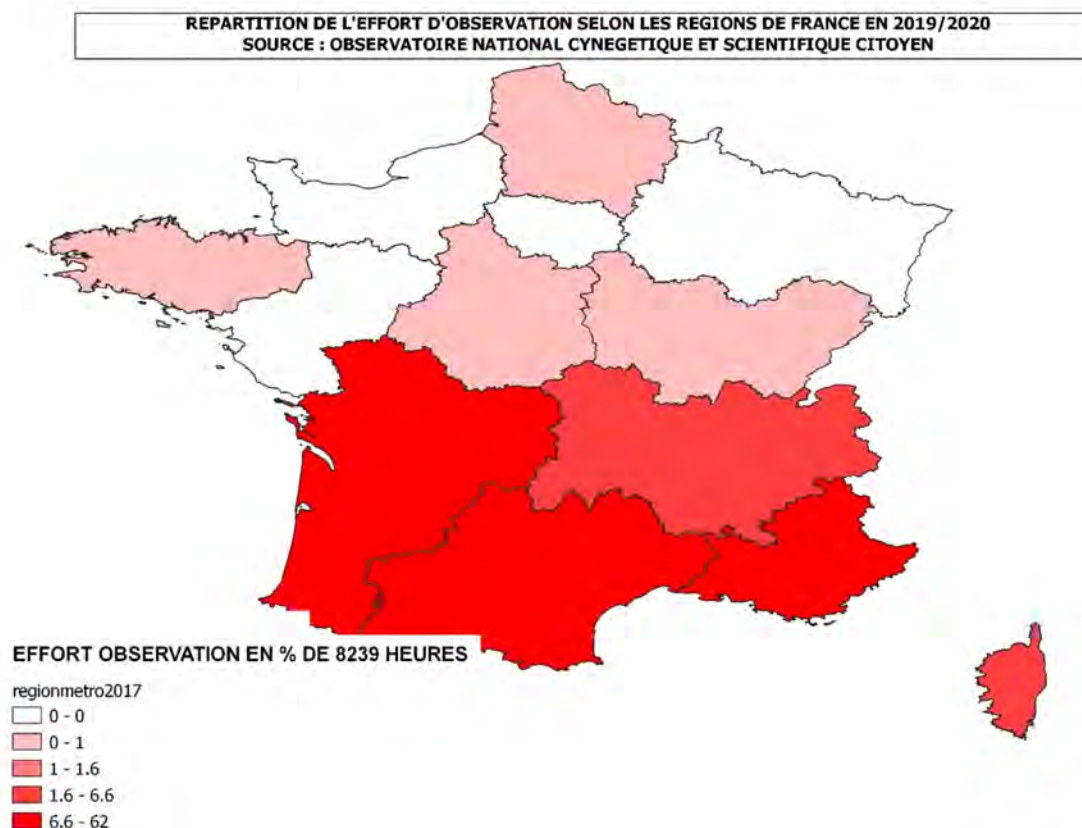 REPARTITION DE L'EFFORT D'OBSERVATION SELON LES REGIONS DE FRANCE EN 2019/2020
SOURCE : OBSERVATOIRE NATIONAL CYNEGETIQUE ET SCIENTIFIQUE CITOYEN
EFFORT OBSERVATION EN % DE 8239 HEURES
regionmetro2017
0 - 0
0 - 1
1 - 1.6
1.6 - 6.6
6.6 - 62